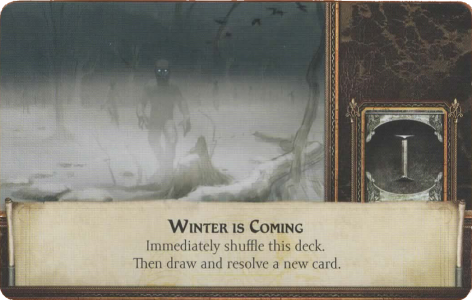 Winter is Coming
Immediately shuffle this deck.
Then draw and resolve a new card.